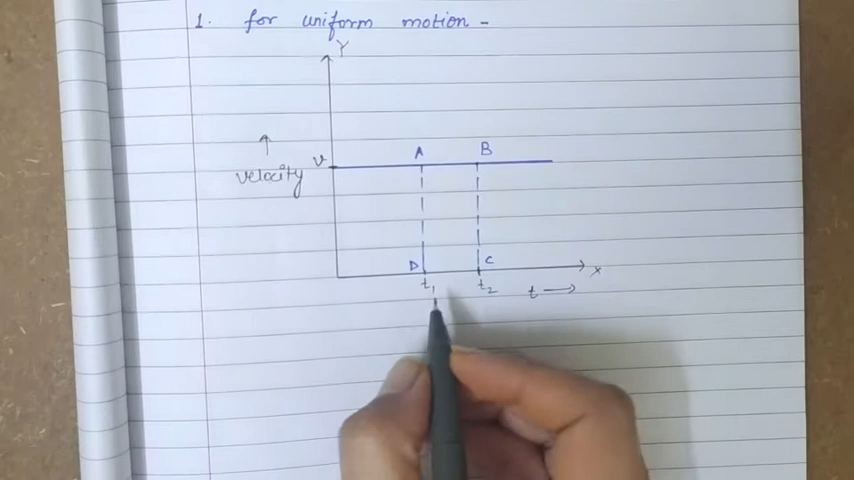 1. for uniform motion -
Y
A B
velocity v
D C
t1 t2 t x